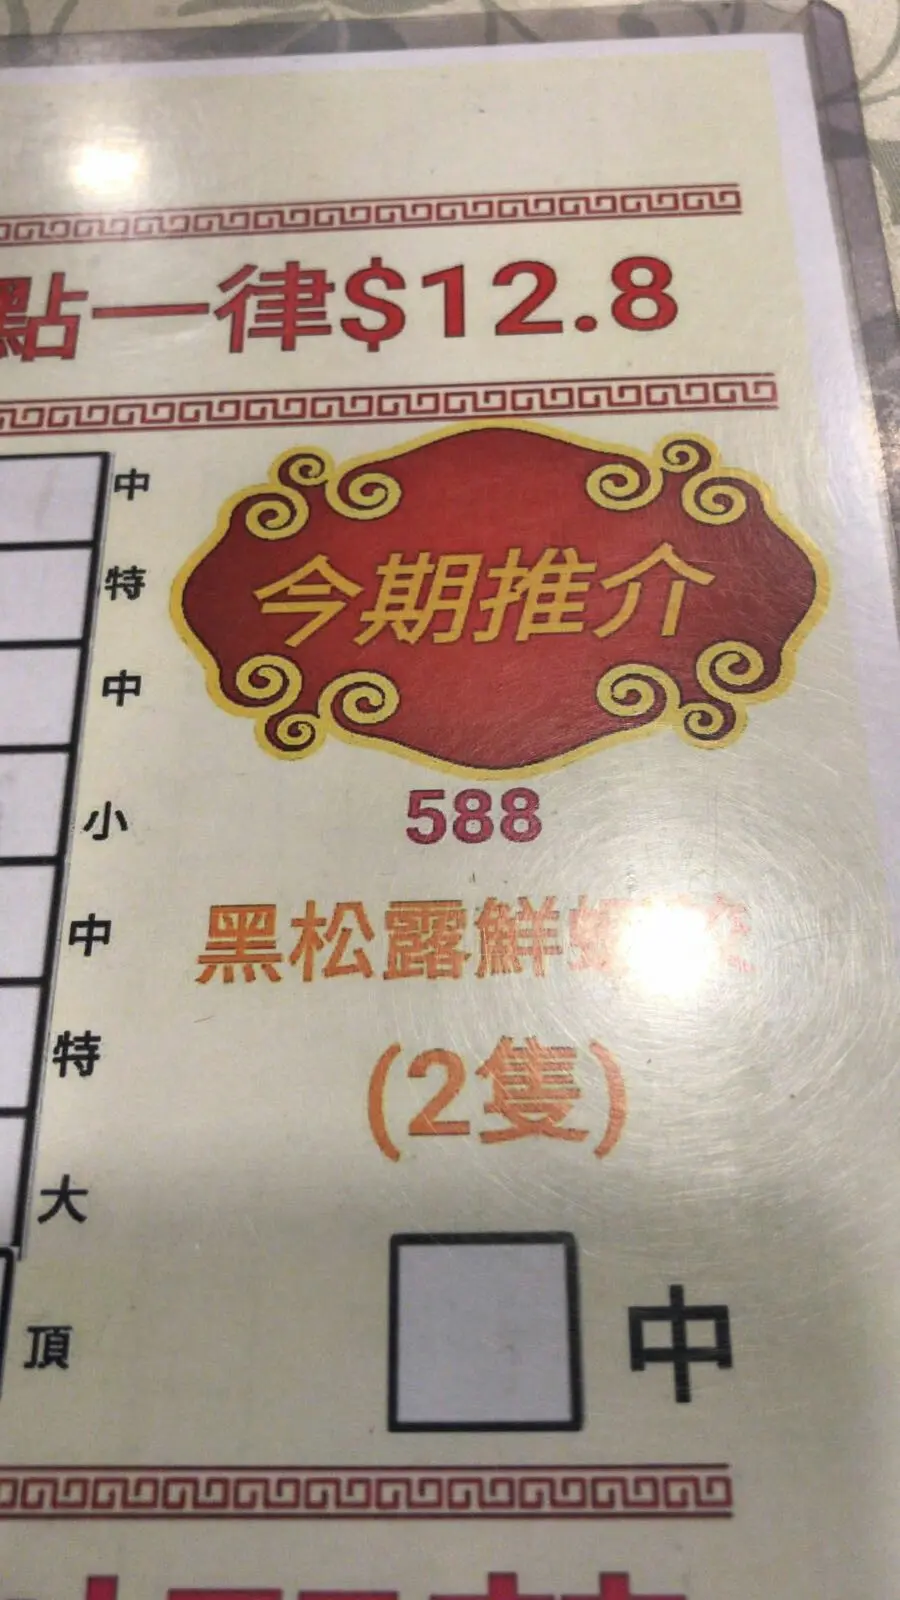 點一律$12.8
中
特
中
小
中
特
大
頂
今期推介
588
黑松露鮮
(2隻)
中